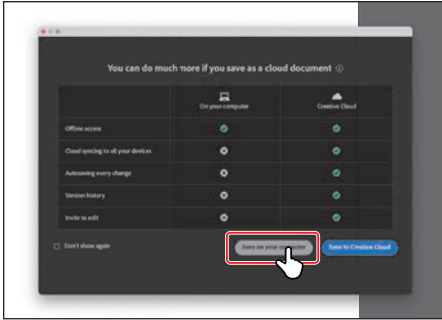 You can do much more if you save as a cloud document
On your computer
Creative Cloud
Offline access
Cloud syncing to all your devices
Autosaving every change
Version history
Invite to edit
Don't show again
Save on your computer
Save to Creative Cloud